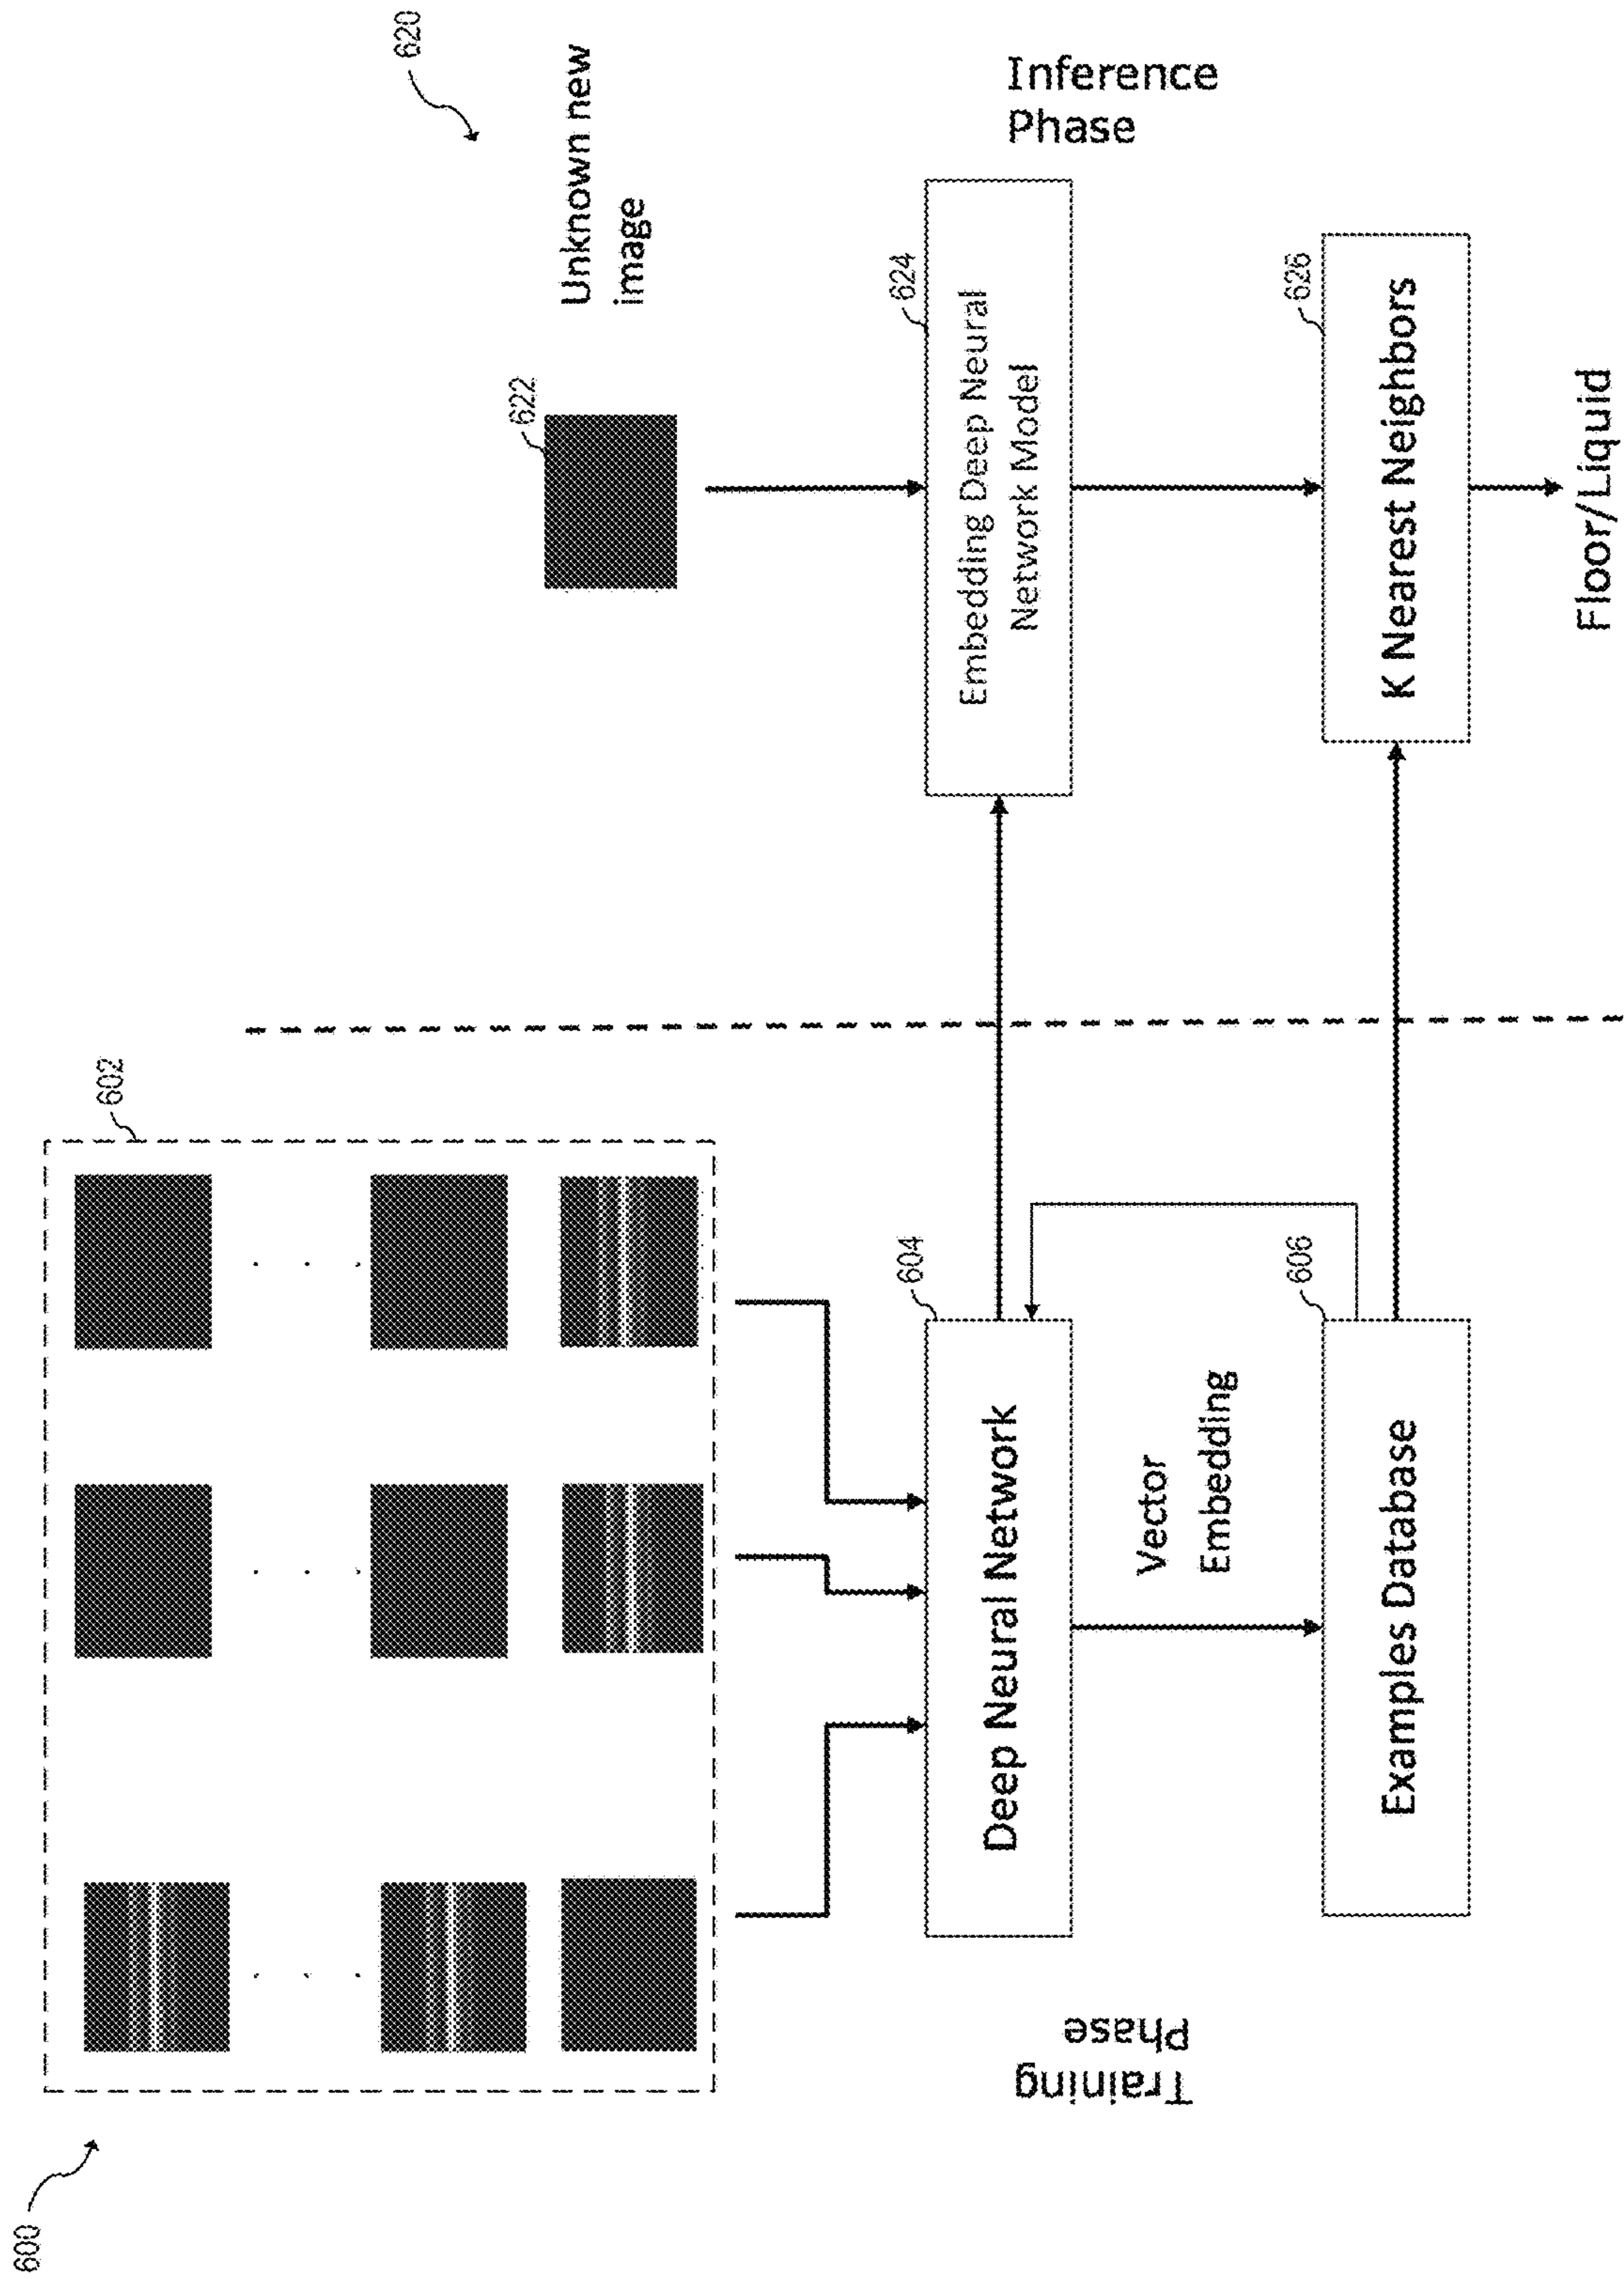 600
602
604
Deep Neural Network
Vector
Embedding
606
Examples Database
Training
Phase
620
622
Unknown new
image
624
Embedding Deep Neural
Network Model
Inference
Phase
626
K Nearest Neighbors
Floor/Liquid